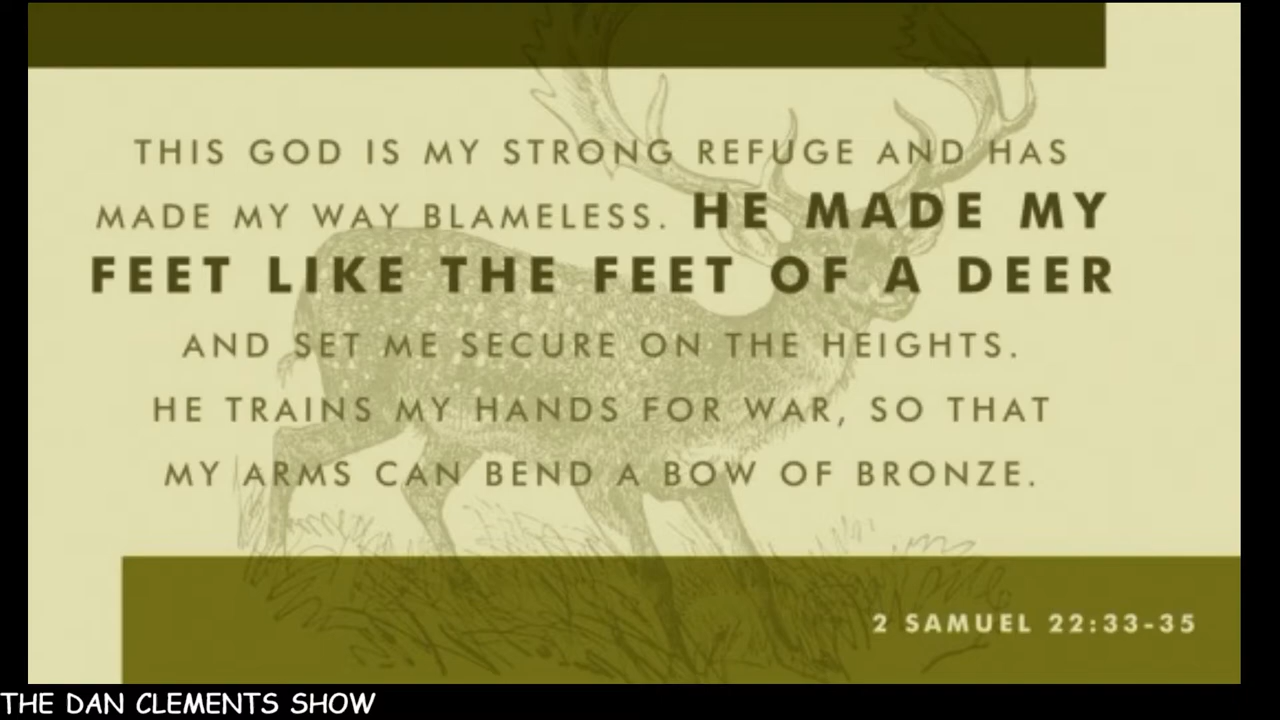 THIS GOD IS MY STRONG REFUGE AND HAS
MADE MY WAY BLAMELESS. HE MADE MY
FEET LIKE THE FEET OF A DEER
AND SET ME SECURE ON THE HEIGHTS.
HE TRAINS MY HANDS FOR WAR, SO THAT
MY ARMS CAN BEND A BOW OF BRONZE.
2 SAMUEL 22:33-35
THE DAN CLEMENTS SHOW